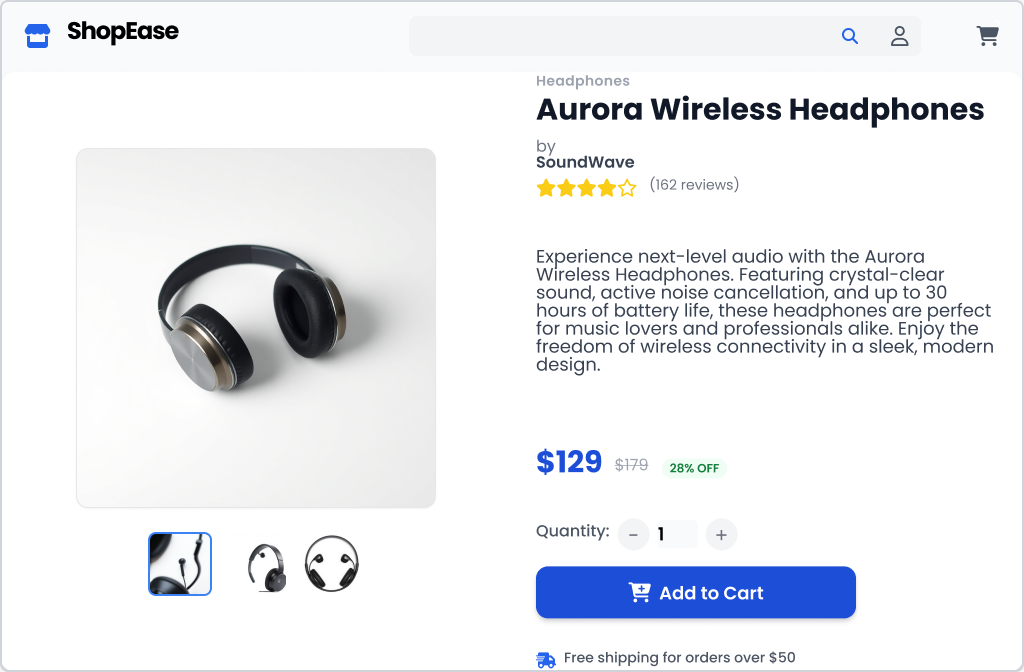 ShopEase
Headphones
Aurora Wireless Headphones
by
SoundWave
(162 reviews)
Experience next-level audio with the Aurora
Wireless Headphones. Featuring crystal-clear
sound, active noise cancellation, and up to 30
hours of battery life, these headphones are perfect
for music lovers and professionals alike. Enjoy the
freedom of wireless connectivity in a sleek, modern
design.
$129 $179 28% OFF
Quantity: − 1 +
Add to Cart
Free shipping for orders over $50